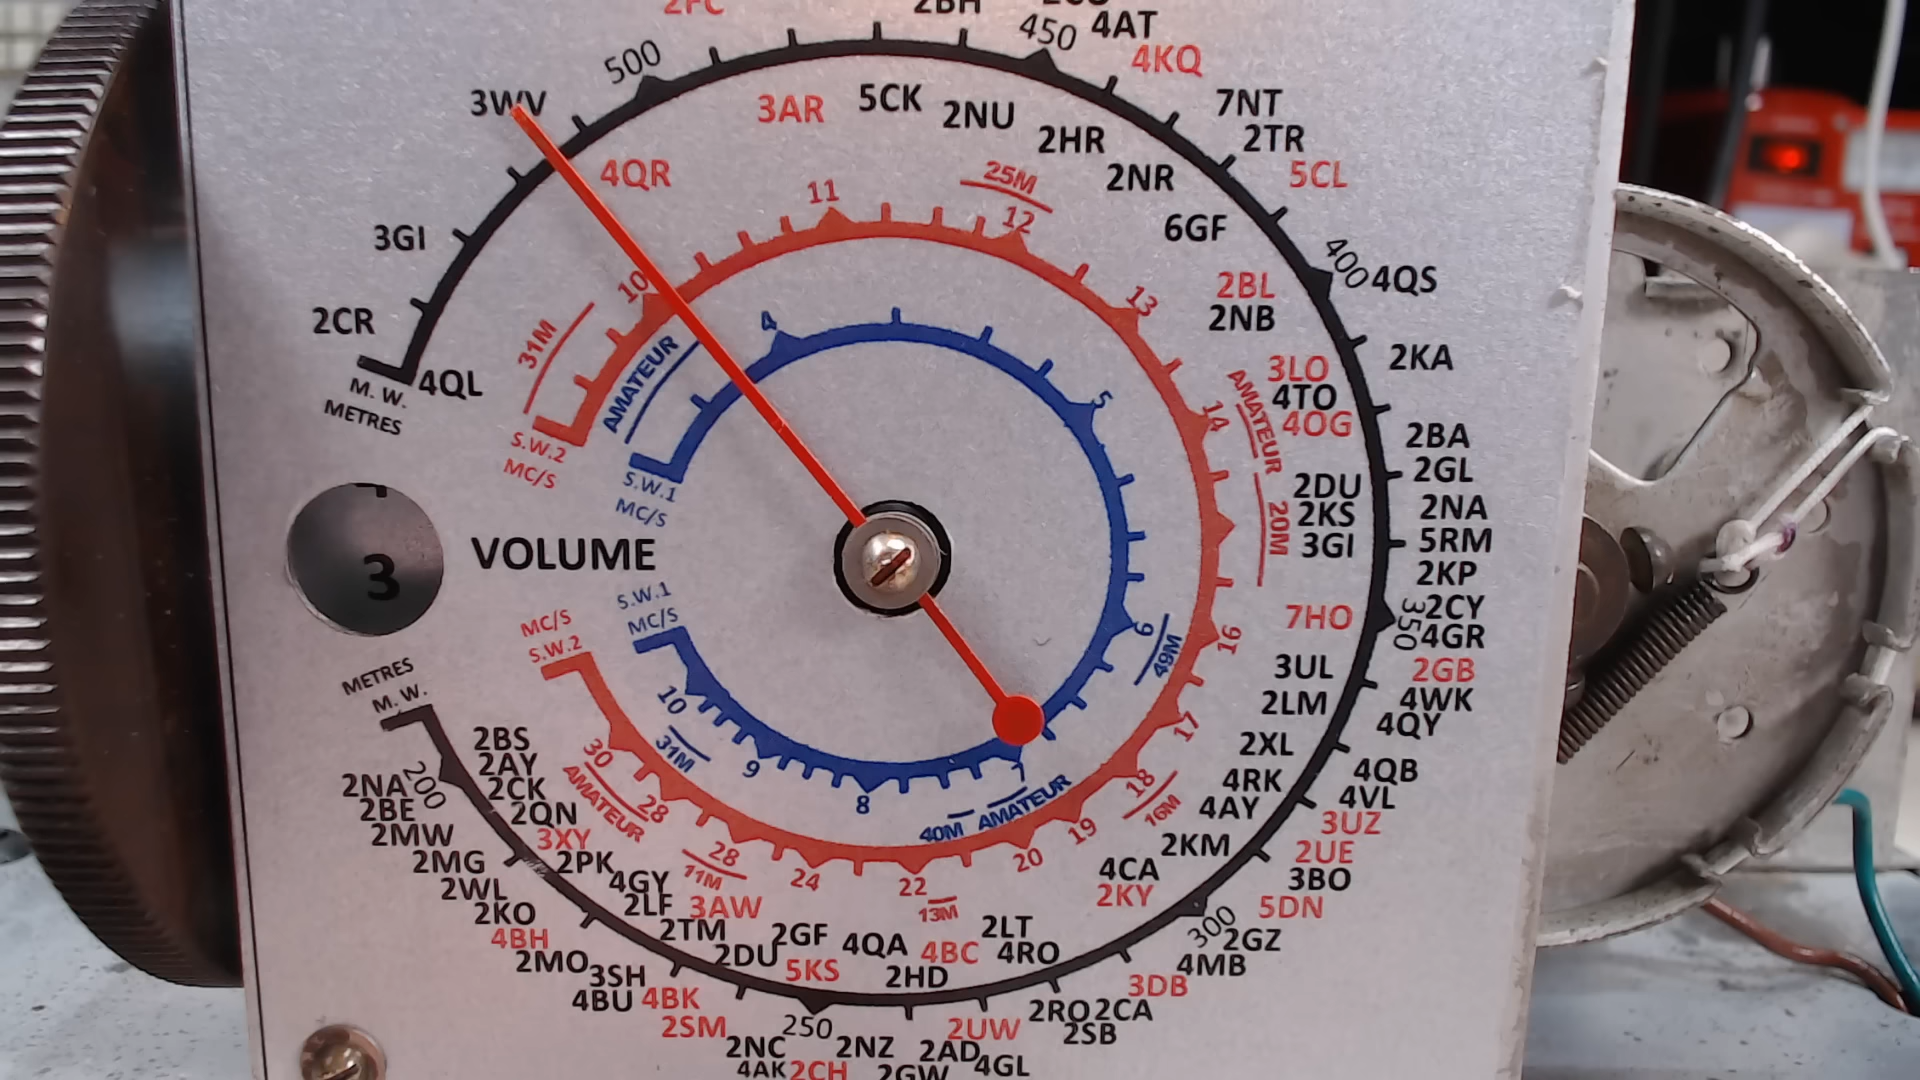 2FC
2BH
450
4AT
4KQ
500
3WV
3AR
5CK
2NU
7NT
2TR
2HR
5CL
4QR
2NR
25M
11
12
6GF
3GI
400
4QS
10
2BL
13
2NB
2CR
31M
AMATEUR
4
2KA
3LO
4TO
4QL
5
4OG
14
AMATEUR
M. W.
METRES
2BA
S.W.2
MC/S
2GL
S.W.1
MC/S
2DU
2KS
20M
2NA
3GI
5RM
3
VOLUME
2KP
S.W.1
MC/S
MC/S
S.W.2
7HO
350
2CY
4GR
6
49M
16
3UL
2GB
METRES
M. W.
2LM
4WK
4QY
10
17
2XL
2BS
2AY
30
31M
9
7
18
4RK
4QB
2NA
200
2CK
AMATEUR
28
8
40M
AMATEUR
16M
4AY
4VL
2BE
2QN
19
3UZ
2MW
3XY
2KM
2UE
2MG
2PK
28
11M
24
22
20
4CA
3BO
2WL
4GY
2KY
2KO
2LF
3AW
13M
5DN
4BH
2TM
2GF
4QA
4BC
2LT
300
2GZ
2MO
2DU
5KS
2HD
4RO
4MB
3SH
3DB
4BU
4BK
2RO
2CA
2SM
250
2UW
2SB
2NC
2NZ
2AD
4AK
2CH
2GW
4GL